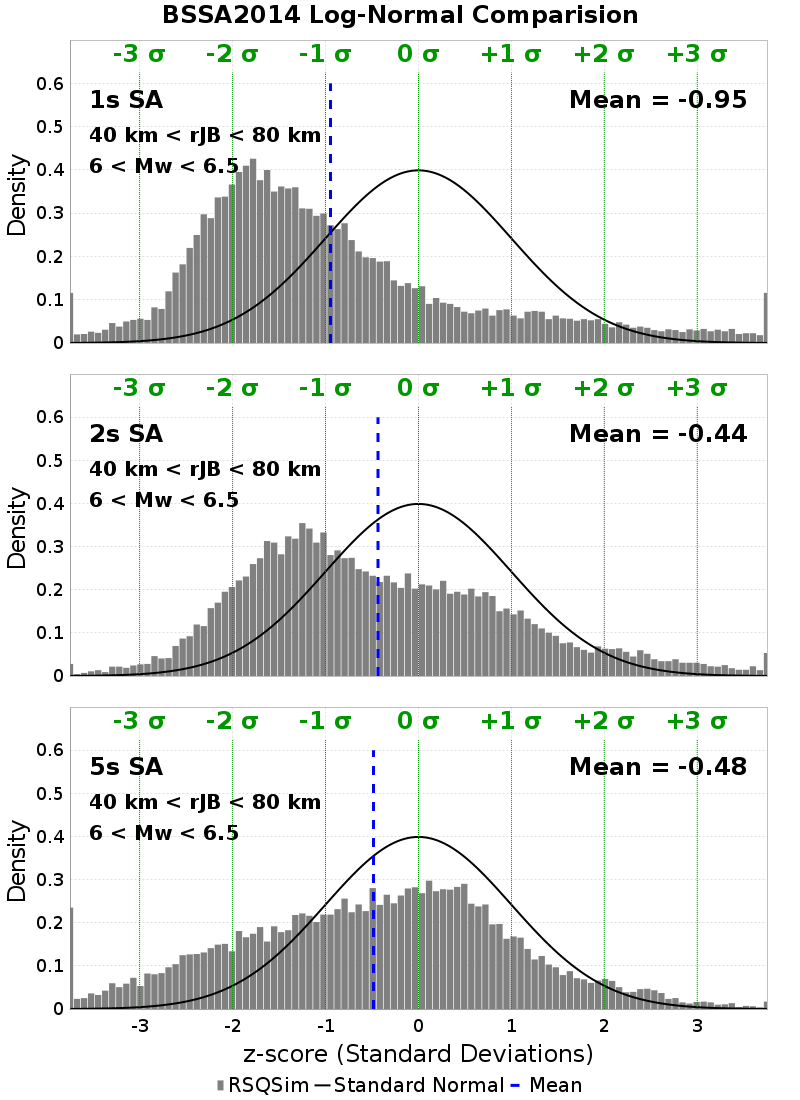 BSSA2014 Log-Normal Comparision
-3 σ -2 σ -1 σ 0 σ +1 σ +2 σ +3 σ
0.6
1s SA Mean = -0.95
0.5
40 km < rJB < 80 km
6 < Mw < 6.5
0.4
0.3
0.2
0.1
0
Density
-3 σ -2 σ -1 σ 0 σ +1 σ +2 σ +3 σ
0.6
2s SA Mean = -0.44
0.5
40 km < rJB < 80 km
6 < Mw < 6.5
0.4
0.3
0.2
0.1
0
Density
-3 σ -2 σ -1 σ 0 σ +1 σ +2 σ +3 σ
0.6
5s SA Mean = -0.48
0.5
40 km < rJB < 80 km
6 < Mw < 6.5
0.4
0.3
0.2
0.1
0
Density
-3 -2 -1 0 1 2 3
z-score (Standard Deviations)
RSQSim Standard Normal Mean